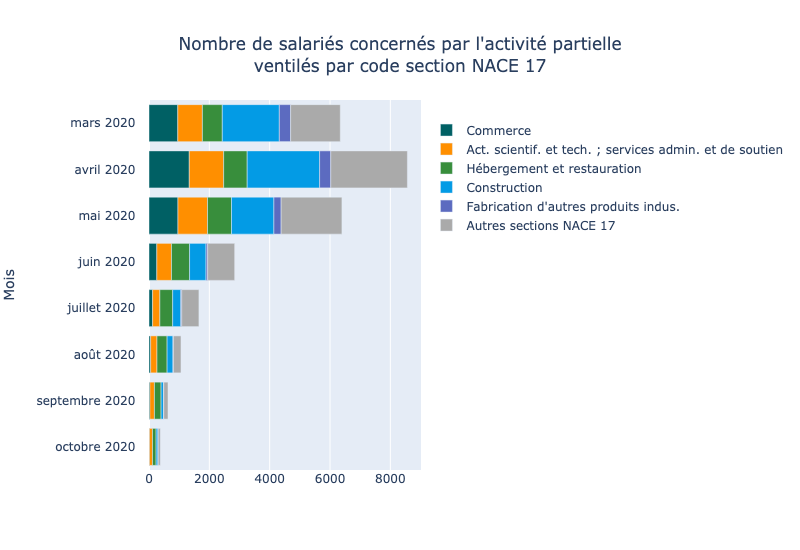 Nombre de salariés concernés par l'activité partielle
ventilés par code section NACE 17
Mois
mars 2020
avril 2020
mai 2020
juin 2020
juillet 2020
août 2020
septembre 2020
octobre 2020
0 2000 4000 6000 8000
Commerce
Act. scientif. et tech. ; services admin. et de soutien
Hébergement et restauration
Construction
Fabrication d'autres produits indus.
Autres sections NACE 17